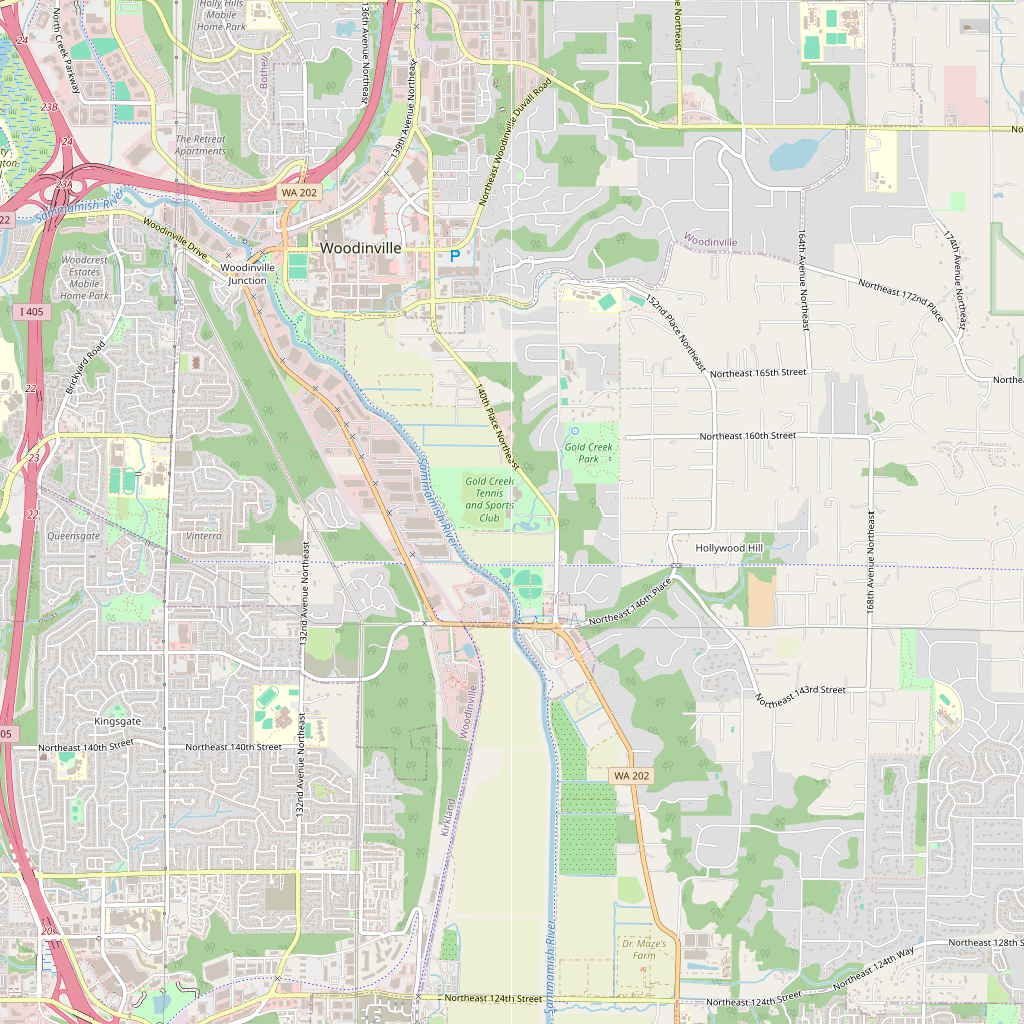 Holly Hills
Mobile
Home Park
24
North Creek Parkway
136th Avenue Northeast
23B
24
Bothell
139th Avenue Northeast
Northeast Woodinville Duvall Road
The Retreat
Apartments
23A
WA 202
Sammamish River
Woodinville Drive
Woodinville
P
Woodinville
Junction
Woodinville
164th Avenue Northeast
174th Avenue Northeast
Northeast 172nd Place
Woodcrest
Estates
Mobile
Home Park
I 405
152nd Place Northeast
Brickyard Road
22
Northeast 165th Street
140th Place Northeast
Northeast 160th Street
Gold Creek
Park
23
Sammamish River
Gold Creek
Tennis
and Sports
Club
22
Queensgate
Vinterra
132nd Avenue Northeast
Hollywood Hill
168th Avenue Northeast
Northeast 146th Place
Northeast 143rd Street
Woodinville
Kingsgate
Northeast 140th Street
Northeast 140th Street
132nd Avenue Northeast
WA 202
Kirkland
20
Sammamish River
Dr. Maze's
Farm
Northeast 128th S
Northeast 124th Way
Northeast 124th Street
Northeast 124th Street